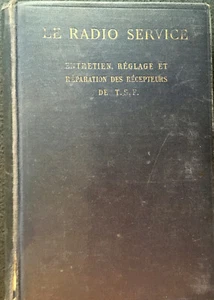 LE RADIO SERVICE
ENTRETIEN, RÉGLAGE ET
RÉPARATION DES RÉCEPTEURS
DE T.S.F.